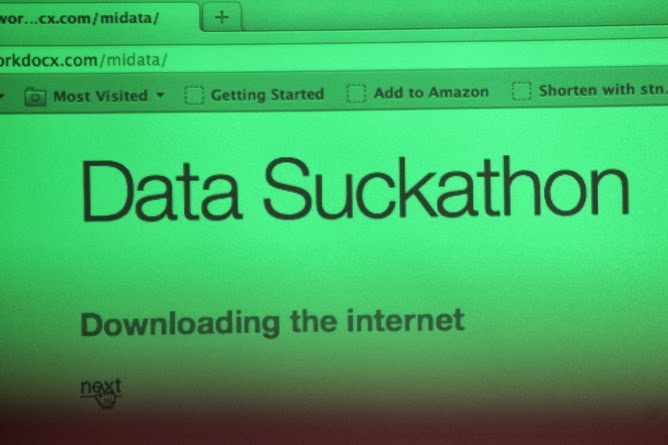 wor...cx.com/midata/
orkdocx.com/midata/
Most Visited Getting Started Add to Amazon Shorten with stn.
Data Suckathon
Downloading the internet
next